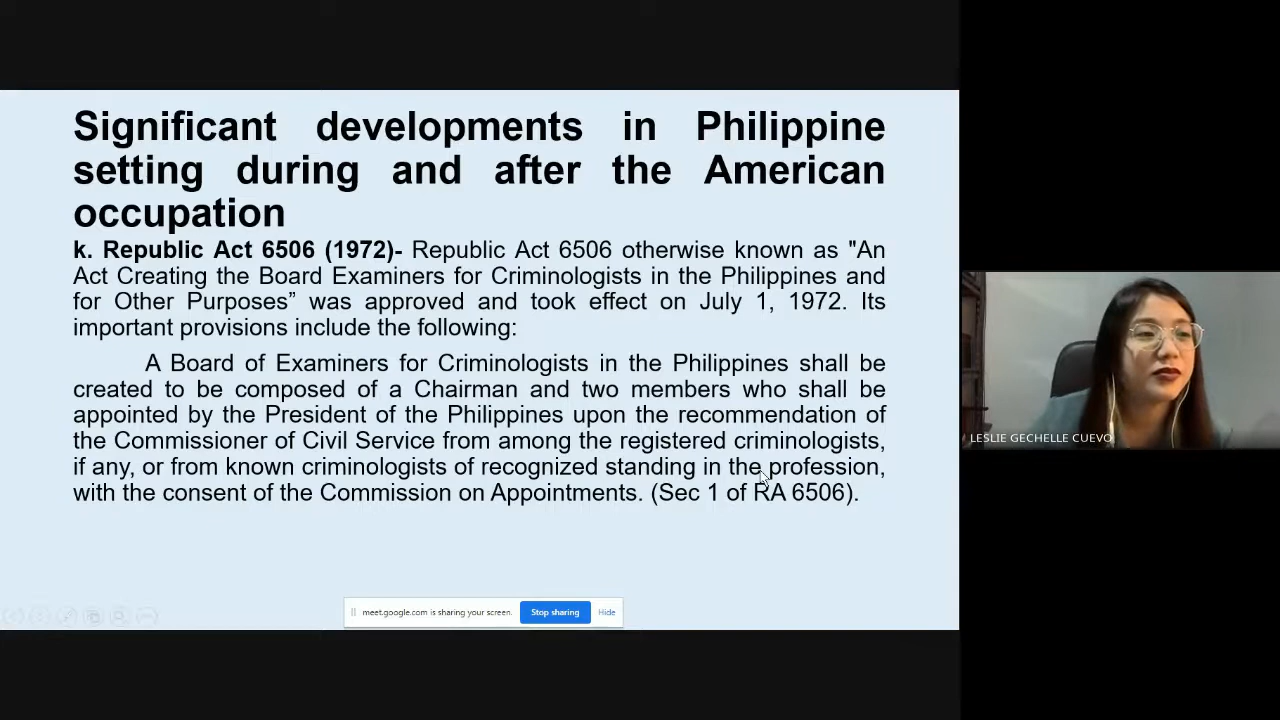 Significant developments in Philippine
setting during and after the American
occupation
k. Republic Act 6506 (1972)- Republic Act 6506 otherwise known as "An
Act Creating the Board Examiners for Criminologists in the Philippines and
for Other Purposes” was approved and took effect on July 1, 1972. Its
important provisions include the following:
A Board of Examiners for Criminologists in the Philippines shall be
created to be composed of a Chairman and two members who shall be
appointed by the President of the Philippines upon the recommendation of
the Commissioner of Civil Service from among the registered criminologists,
if any, or from known criminologists of recognized standing in the profession,
with the consent of the Commission on Appointments. (Sec 1 of RA 6506).
LESLIE GECHELLE CUEVO
meet.google.com is sharing your screen. Stop sharing Hide